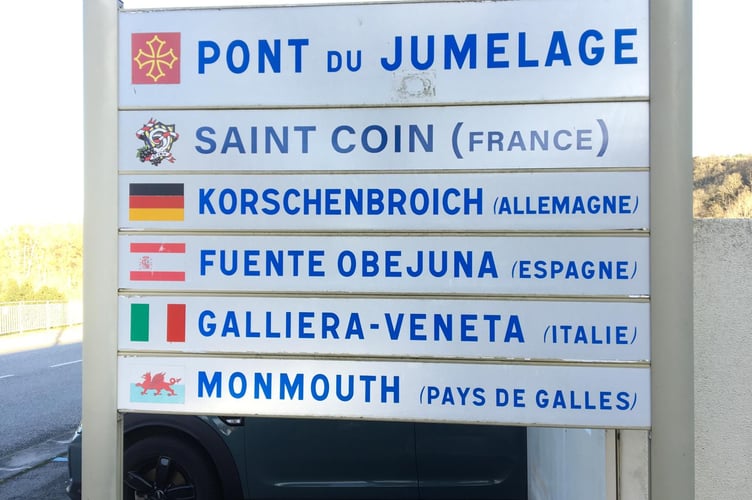 PONT DU JUMELAGE
SAINT COIN (FRANCE)
KORSCHENBROICH (ALLEMAGNE)
FUENTE OBEJUNA (ESPAGNE)
GALLIERA-VENETA (ITALIE)
MONMOUTH (PAYS DE GALLES)